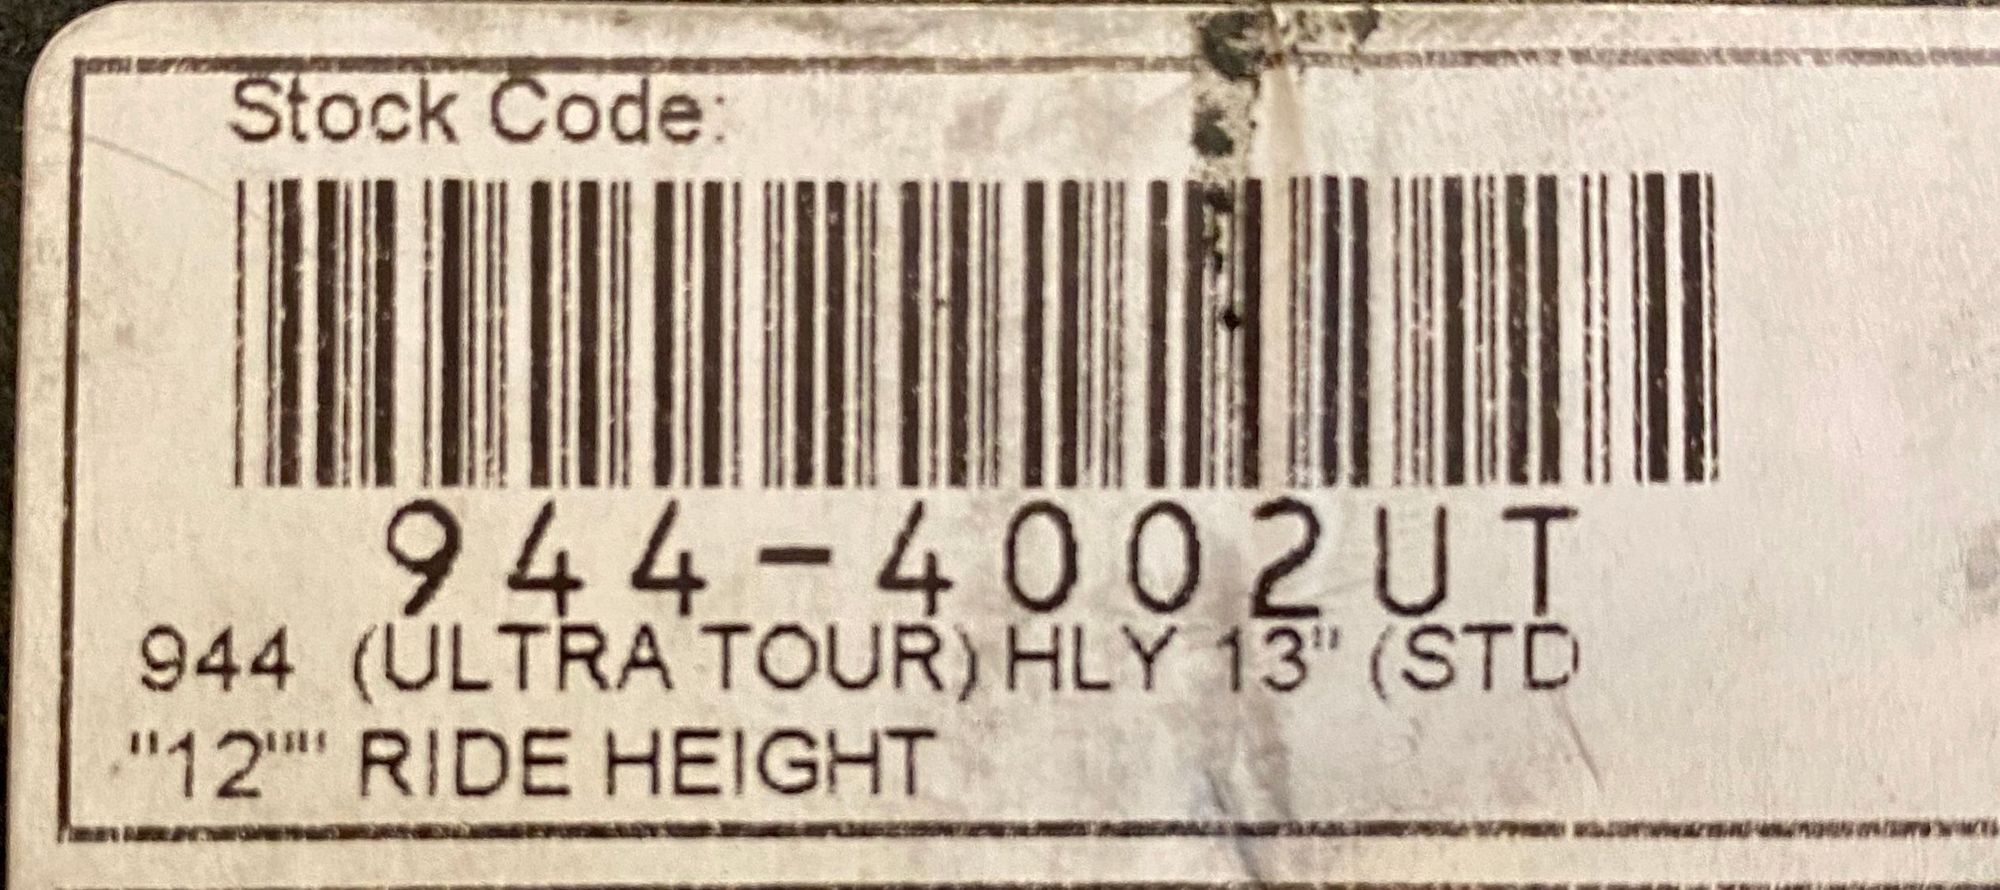 Stock Code:
944-4002UT
944 (ULTRA TOUR) HLY 13" (STD
"12"'" RIDE HEIGHT